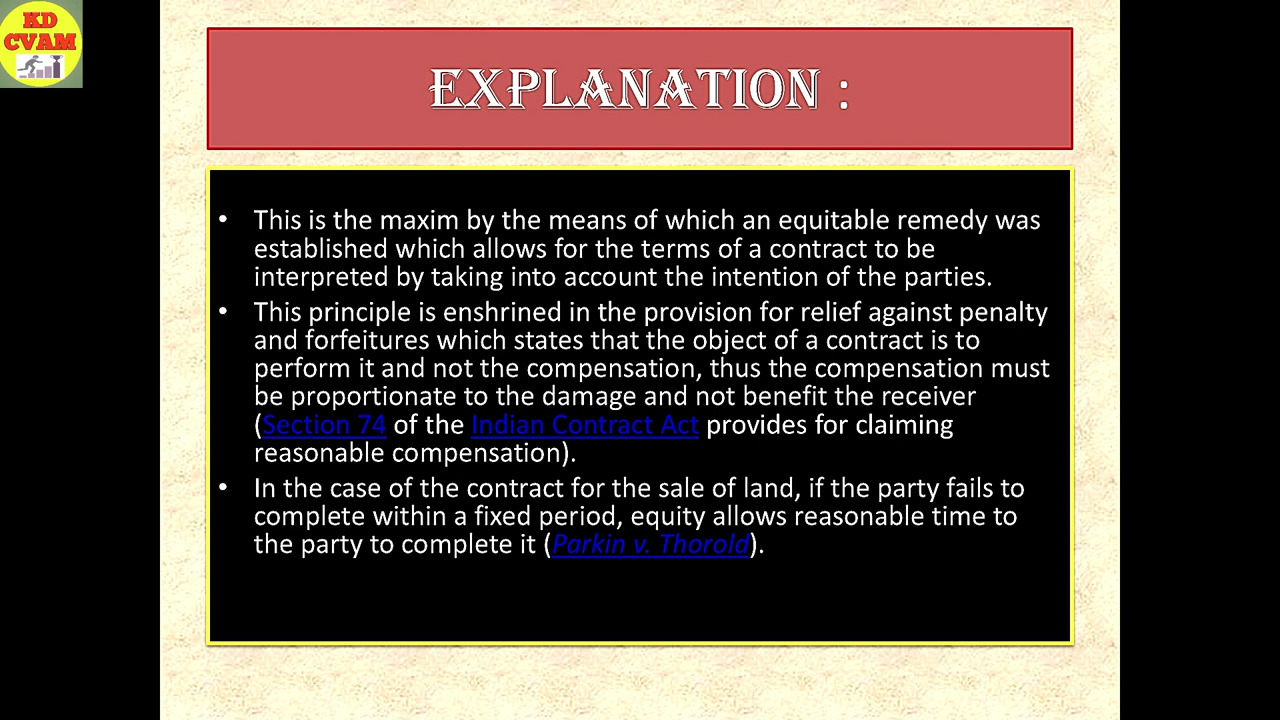 KD
CVAM
EXPLANATION :
• This is the maxim by the means of which an equitable remedy was
established which allows for the terms of a contract to be
interpreted by taking into account the intention of the parties.
• This principle is enshrined in the provision for relief against penalty
and forfeitures which states that the object of a contract is to
perform it and not the compensation, thus the compensation must
be proportionate to the damage and not benefit the receiver
(Section 74 of the Indian Contract Act provides for claiming
reasonable compensation).
• In the case of the contract for the sale of land, if the party fails to
complete within a fixed period, equity allows reasonable time to
the party to complete it (Parkin v. Thorold).